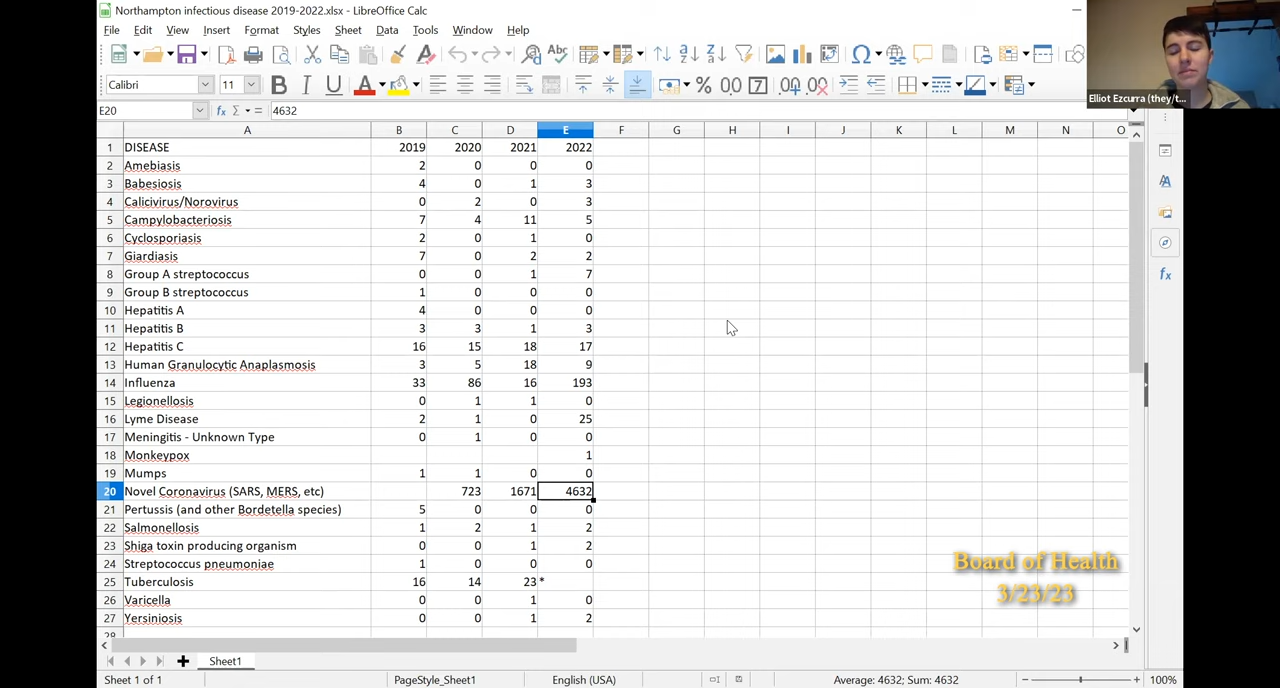 Northampton infectious disease 2019-2022.xlsx - LibreOffice Calc
File Edit View Insert Format Styles Sheet Data Tools Window Help
Calibri 11
Elliot Ezcurra (they/t...
E20 4632
A B C D E F G H I J K L M N O
1 DISEASE 2019 2020 2021 2022
2 Amebiasis 2 0 0 0
3 Babesiosis 4 0 1 3
4 Calicivirus/Norovirus 0 2 0 3
5 Campylobacteriosis 7 4 11 5
6 Cyclosporiasis 2 0 1 0
7 Giardiasis 7 0 2 2
8 Group A streptococcus 0 0 1 7
9 Group B streptococcus 1 0 0 0
10 Hepatitis A 4 0 0 0
11 Hepatitis B 3 3 1 3
12 Hepatitis C 16 15 18 17
13 Human Granulocytic Anaplasmosis 3 5 18 9
14 Influenza 33 86 16 193
15 Legionellosis 0 1 1 0
16 Lyme Disease 2 1 0 25
17 Meningitis - Unknown Type 0 1 0 0
18 Monkeypox 1
19 Mumps 1 1 0 0
20 Novel Coronavirus (SARS, MERS, etc) 723 1671 4632
21 Pertussis (and other Bordetella species) 5 0 0 0
22 Salmonellosis 1 2 1 2
23 Shiga toxin producing organism 0 0 1 2
24 Streptococcus pneumoniae 1 0 0 0
25 Tuberculosis 16 14 23 *
26 Varicella 0 0 1 0
27 Yersiniosis 0 0 1 2
28
Board of Health
3/23/23
Sheet1
Sheet 1 of 1 PageStyle_Sheet1 English (USA) Average: 4632; Sum: 4632 100%